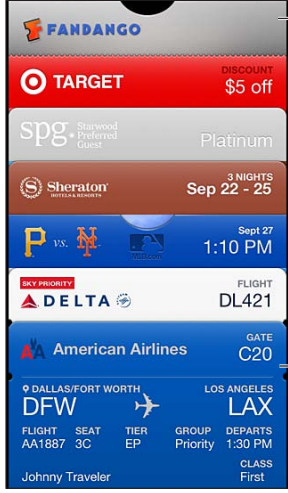 FANDANGO
TARGET
DISCOUNT
$5 off
spg. Starwood
Preferred
Guest
Platinum
Sheraton
HOTELS & RESORTS
3 NIGHTS
Sep 22 - 25
P vs. NY
Sept 27
1:10 PM
SKY PRIORITY
DELTA
FLIGHT
DL421
AA American Airlines
GATE
C20
DALLAS/FORT WORTH LOS ANGELES
DFW LAX
FLIGHT SEAT TIER GROUP DEPARTS
AA1887 3C EP Priority 1:30 PM
CLASS
Johnny Traveler First